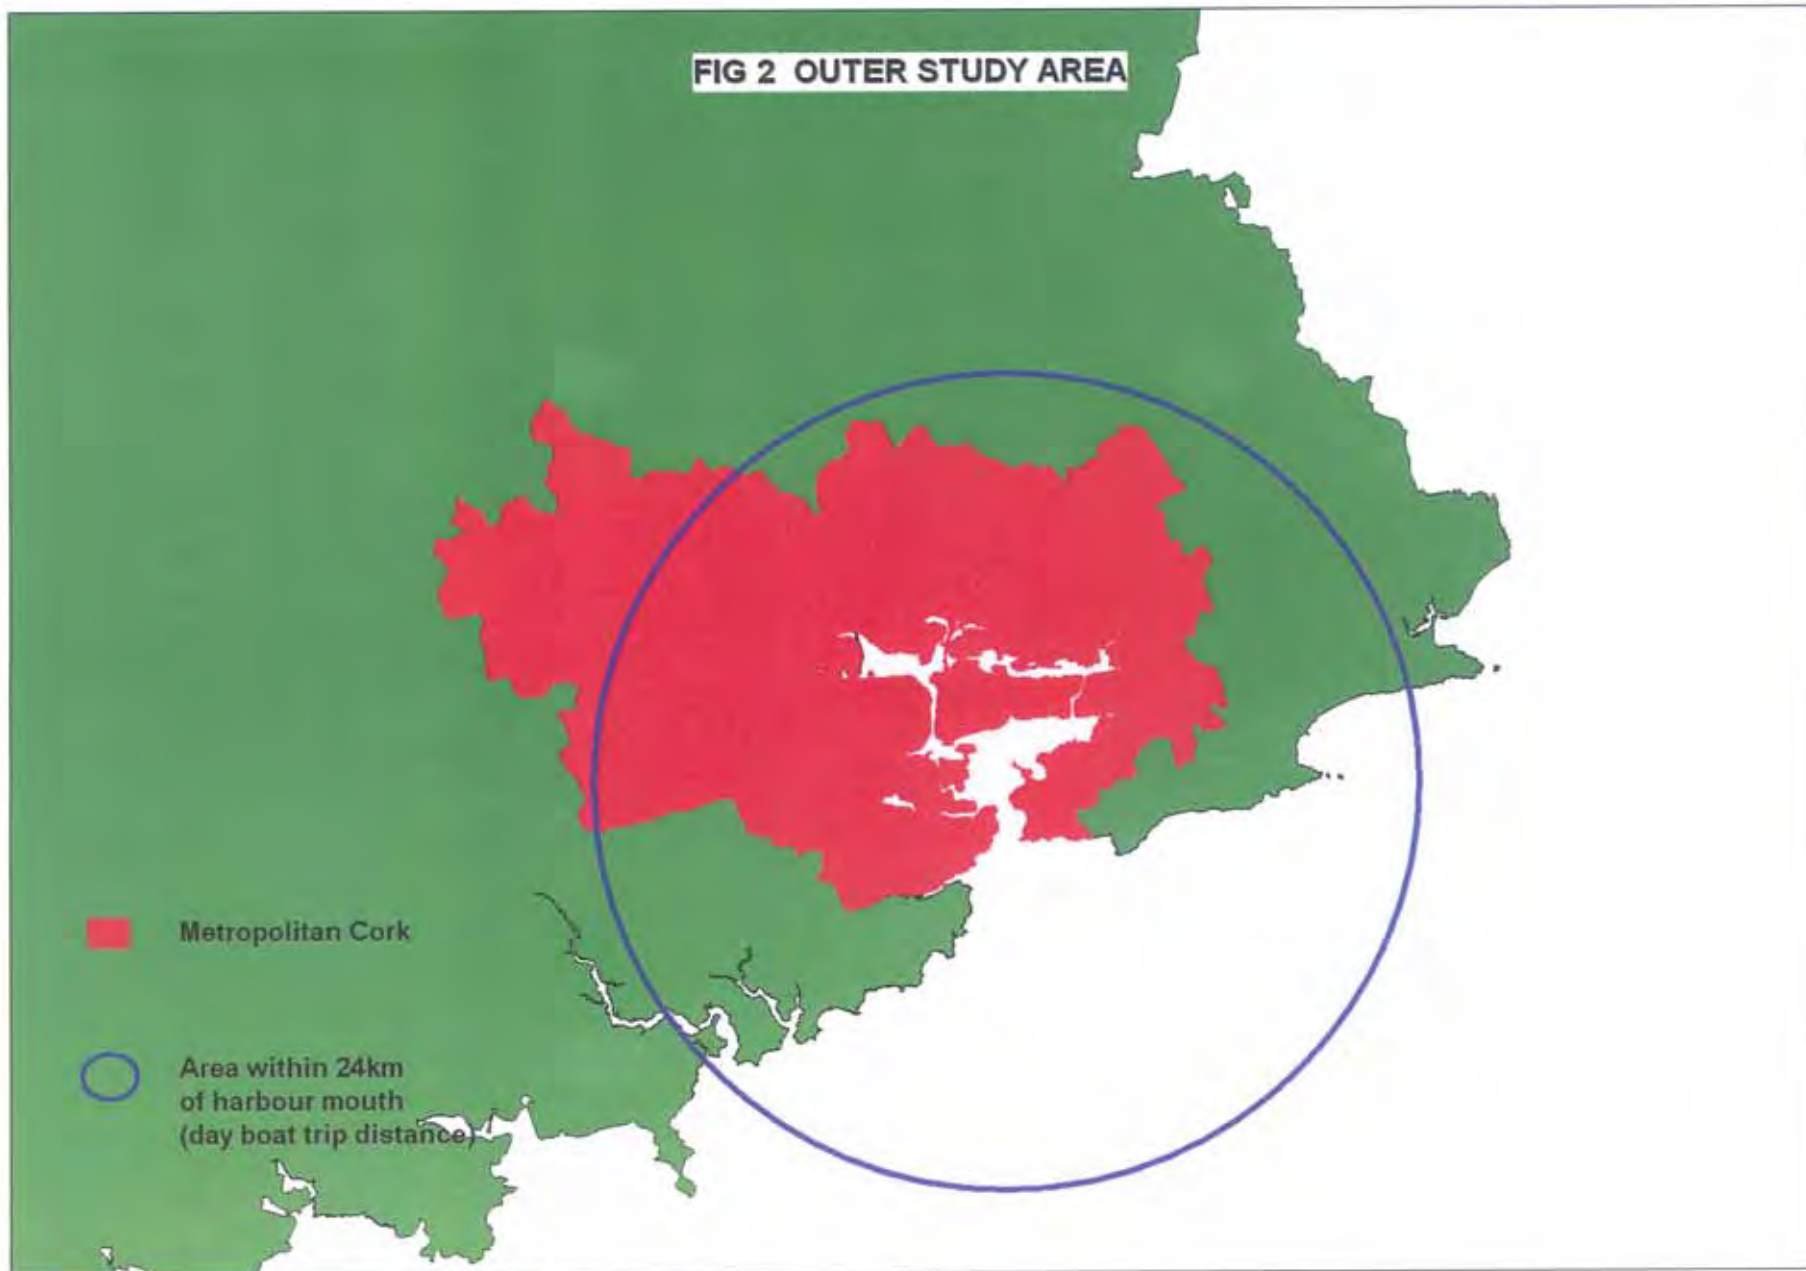 FIG 2 OUTER STUDY AREA
Metropolitan Cork
Area within 24km
of harbour mouth
(day boat trip distance)